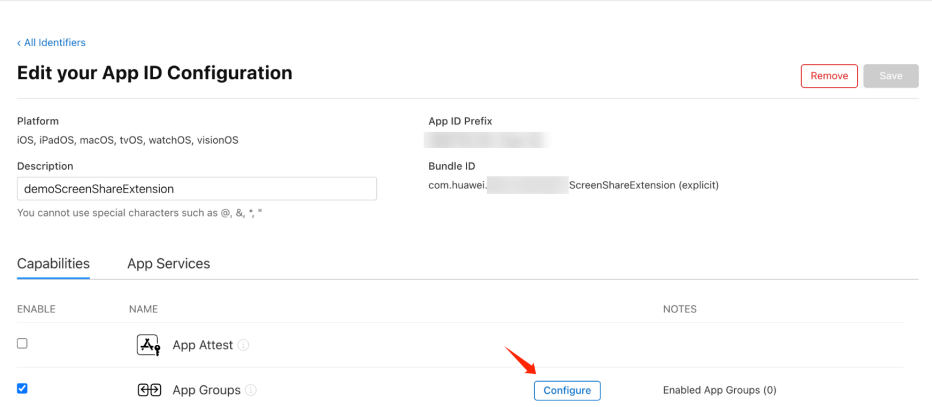 ‹ All Identifiers
Edit your App ID Configuration
Remove
Save
Platform
App ID Prefix
iOS, iPadOS, macOS, tvOS, watchOS, visionOS
Description
Bundle ID
demoScreenShareExtension
com.huawei. ScreenShareExtension (explicit)
You cannot use special characters such as @, &, *, "
Capabilities
App Services
ENABLE
NAME
NOTES
App Attest
App Groups
Configure
Enabled App Groups (0)